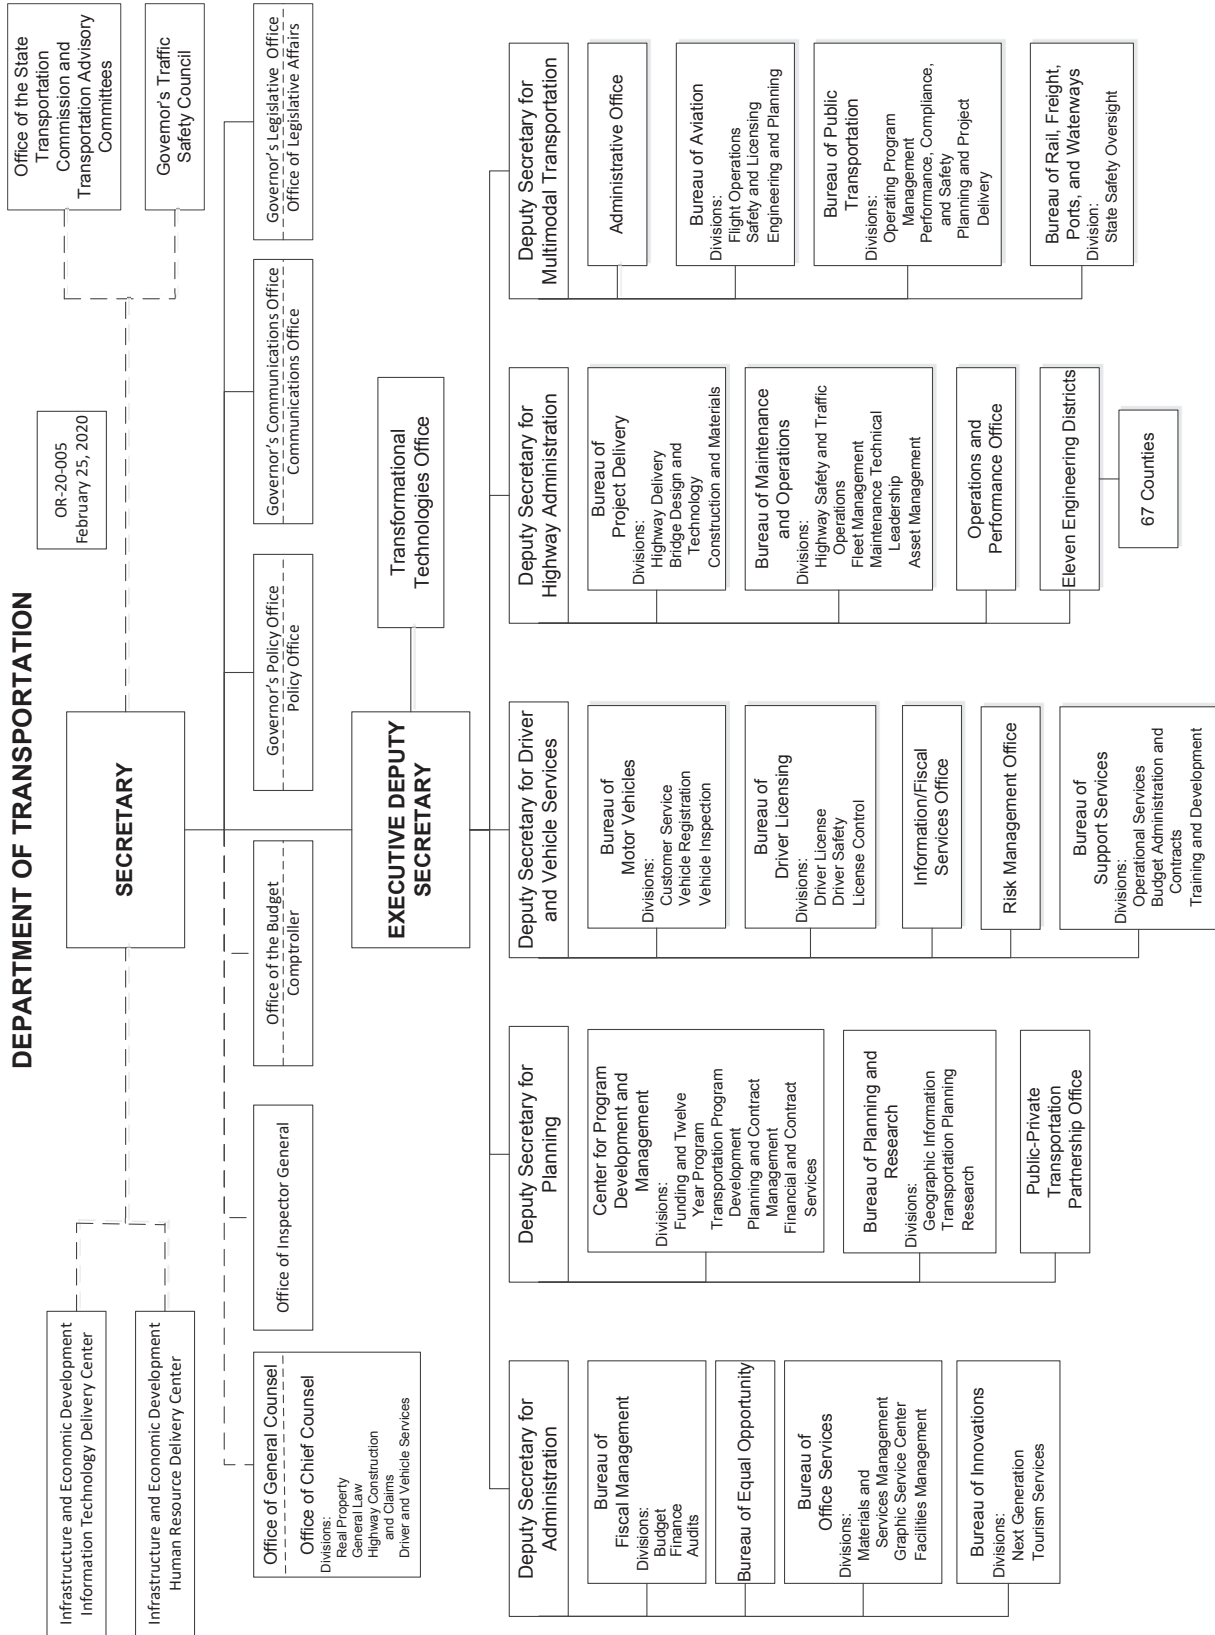 DEPARTMENT OF TRANSPORTATION
OR-20-005
February 25, 2020
Infrastructure and Economic Development
Information Technology Delivery Center
Infrastructure and Economic Development
Human Resource Delivery Center
SECRETARY
Office of the State
Transportation
Commission and
Transportation Advisory
Committees
Governor's Traffic
Safety Council
Office of General Counsel
Office of Chief Counsel
Divisions:
Real Property
General Law
Highway Construction
and Claims
Driver and Vehicle Services
Office of Inspector General
Office of the Budget
Comptroller
Governor's Policy Office
Policy Office
Governor's Communications Office
Communications Office
Governor's Legislative Office
Office of Legislative Affairs
EXECUTIVE DEPUTY
SECRETARY
Transformational
Technologies Office
Deputy Secretary for
Administration
Bureau of
Fiscal Management
Divisions:
Budget
Finance
Audits
Bureau of Equal Opportunity
Bureau of
Office Services
Divisions:
Materials and
Services Management
Graphic Service Center
Facilities Management
Bureau of Innovations
Divisions:
Next Generation
Tourism Services
Deputy Secretary for
Planning
Center for Program
Development and
Management
Divisions:
Funding and Twelve
Year Program
Transportation Program
Development
Planning and Contract
Management
Financial and Contract
Services
Bureau of Planning and
Research
Divisions:
Geographic Information
Transportation Planning
Research
Public-Private
Transportation
Partnership Office
Deputy Secretary for Driver
and Vehicle Services
Bureau of
Motor Vehicles
Divisions:
Customer Service
Vehicle Registration
Vehicle Inspection
Bureau of
Driver Licensing
Divisions:
Driver License
Driver Safety
License Control
Information/Fiscal
Services Office
Risk Management Office
Bureau of
Support Services
Divisions:
Operational Services
Budget Administration and
Contracts
Training and Development
Deputy Secretary for
Highway Administration
Bureau of
Project Delivery
Divisions:
Highway Delivery
Bridge Design and
Technology
Construction and Materials
Bureau of Maintenance
and Operations
Divisions:
Highway Safety and Traffic
Operations
Fleet Management
Maintenance Technical
Leadership
Asset Management
Operations and
Performance Office
Eleven Engineering Districts
67 Counties
Deputy Secretary for
Multimodal Transportation
Administrative Office
Bureau of Aviation
Divisions:
Flight Operations
Safety and Licensing
Engineering and Planning
Bureau of Public
Transportation
Divisions:
Operating Program
Management
Performance, Compliance,
and Safety
Planning and Project
Delivery
Bureau of Rail, Freight,
Ports, and Waterways
Division:
State Safety Oversight